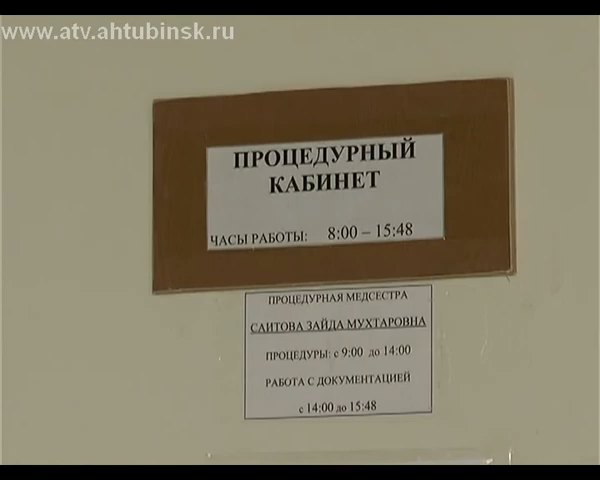 www.atv.ahtubinsk.ru
ПРОЦЕДУРНЫЙ
КАБИНЕТ
ЧАСЫ РАБОТЫ: 8:00 – 15:48
ПРОЦЕДУРНАЯ МЕДСЕСТРА
САИТОВА ЗАЙДА МУХТАРОВНА
ПРОЦЕДУРЫ: с 9:00 до 14:00
РАБОТА С ДОКУМЕНТАЦИЕЙ
с 14:00 до 15:48